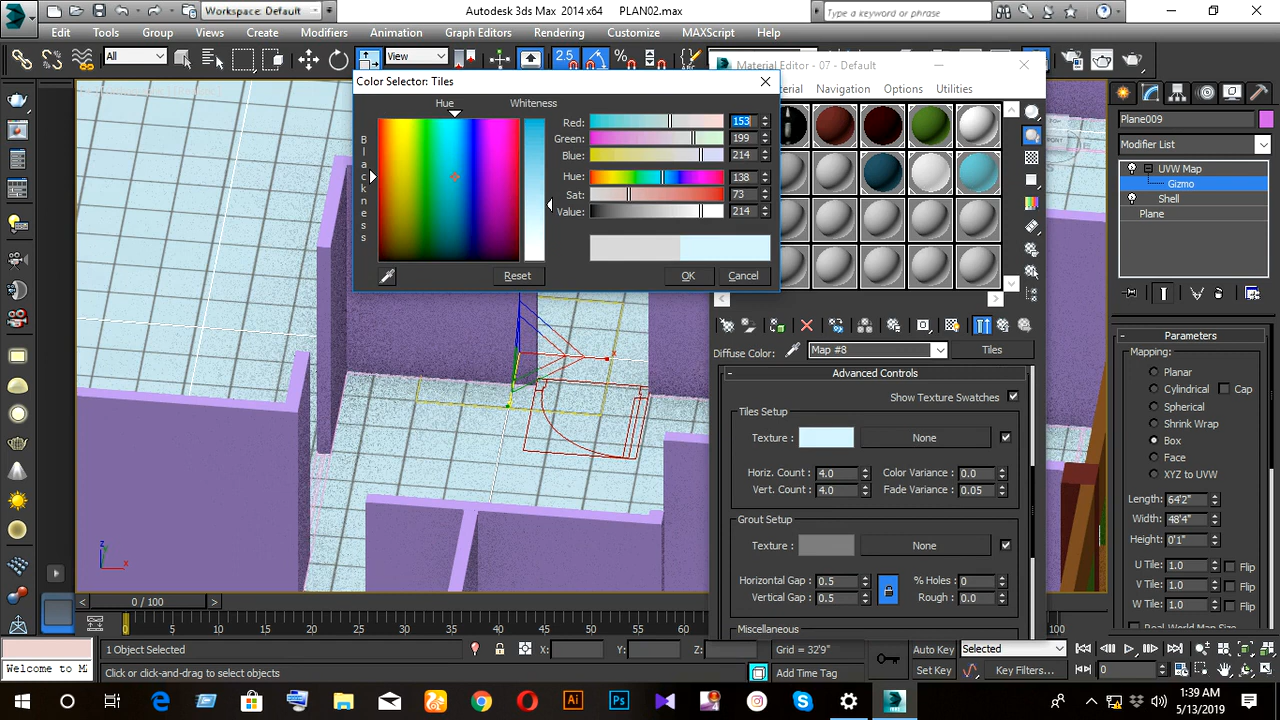 Workspace: Default
Autodesk 3ds Max 2014 x64 PLAN02.max
Type a keyword or phrase
Edit Tools Group Views Create Modifiers Animation Graph Editors Rendering Customize MAXScript Help
All
View
2.5
%
Color Selector: Tiles
Hue Whiteness
Blackness
Red: 153
Green: 199
Blue: 214
Hue: 138
Sat: 73
Value: 214
Reset OK Cancel
Material Editor - 07 - Default
Navigation Options Utilities
Diffuse Color: Map #8 Tiles
- Advanced Controls
Show Texture Swatches
Tiles Setup
Texture : None
Horiz. Count : 4.0 Color Variance : 0.0
Vert. Count : 4.0 Fade Variance : 0.05
Grout Setup
Texture : None
Horizontal Gap : 0.5 % Holes : 0
Vertical Gap : 0.5 Rough : 0.0
Miscellaneous
Plane009
Modifier List
UVW Map
Gizmo
Shell
Plane
- Parameters
Mapping:
Planar
Cylindrical Cap
Spherical
Shrink Wrap
Box
Face
XYZ to UVW
Length: 64'2"
Width: 48'4"
Height: 0'1"
U Tile: 1.0 Flip
V Tile: 1.0 Flip
W Tile: 1.0 Flip
Real-World Map Size
z
x
x
< 0 / 100 >
0 5 10 15 20 25 30 35 40 45 50 55 60 65 100
1 Object Selected
X: Y: Z: Grid = 32'9"
Auto Key Selected
Welcome to M
Click or click-and-drag to select objects
Add Time Tag
Set Key Key Filters...
0
1:39 AM
5/13/2019